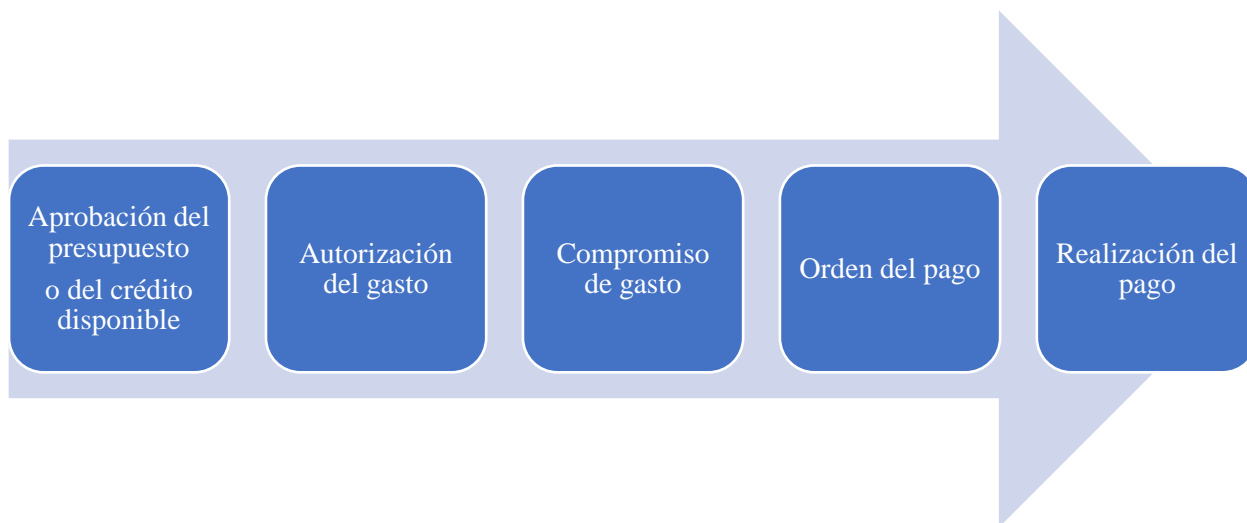 Aprobación del
presupuesto
o del crédito
disponible
Autorización
del gasto
Compromiso
de gasto
Orden del pago
Realización del
pago